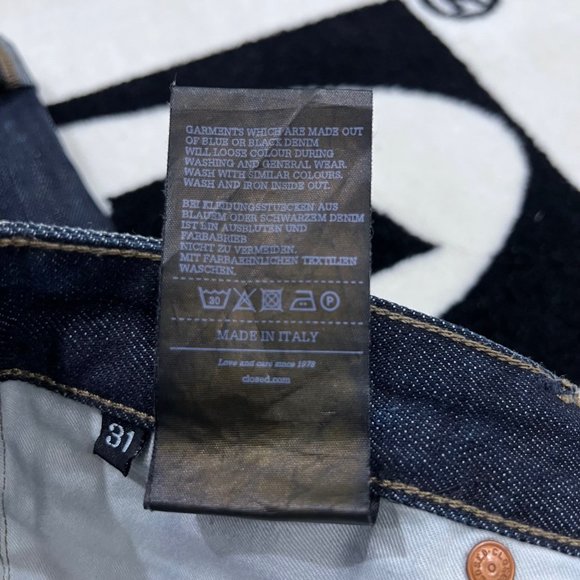 GARMENTS WHICH ARE MADE OUT
OF BLUE OR BLACK DENIM
WILL LOOSE COLOUR DURING
WASHING AND GENERAL WEAR.
WASH WITH SIMILAR COLOURS.
WASH AND IRON INSIDE OUT.
BEI KLEIDUNGSSTUECKEN AUS
BLAUEM ODER SCHWARZEM DENIM
IST EIN AUSBLUTEN UND
FARBABRIEB
NICHT ZU VERMEIDEN.
MIT FARBAEHNLICHEN TEXTILIEN
WASCHEN.
30 P
MADE IN ITALY
Love and care since 1978
closed.com
31